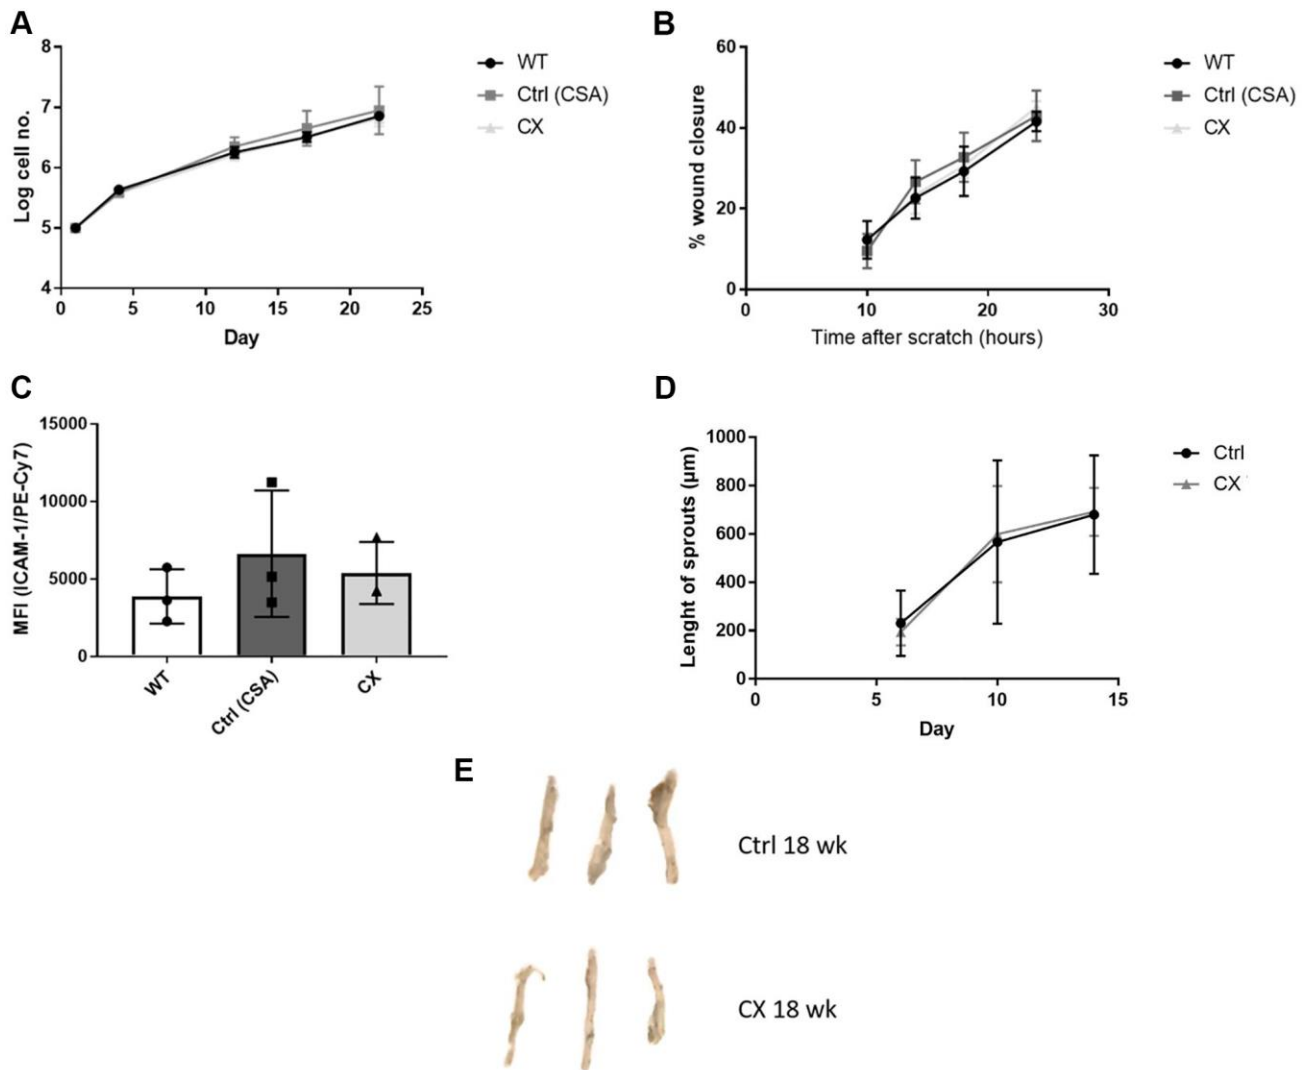 A
Log cell no.
8
7
6
5
4
0 5 10 15 20 25
Day
WT
Ctrl (CSA)
CX
B
% wound closure
60
40
20
0
0 10 20 30
Time after scratch (hours)
WT
Ctrl (CSA)
CX
C
MFI (ICAM-1/PE-Cy7)
15000
10000
5000
0
WT
Ctrl (CSA)
CX
D
Lenght of sprouts (µm)
1000
800
600
400
200
0
0 5 10 15
Day
Ctrl
CX
E
Ctrl 18 wk
CX 18 wk